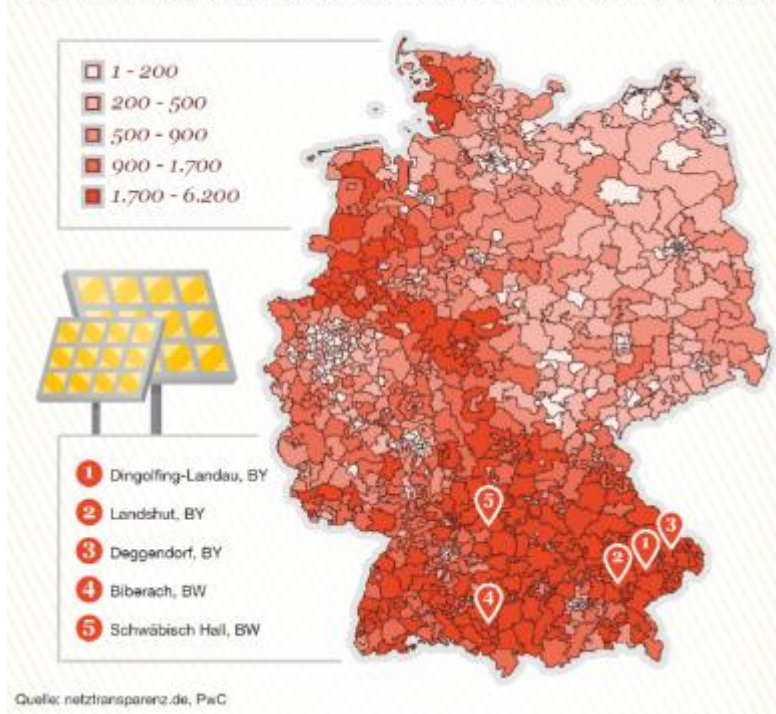 1 - 200
200 - 500
500 - 900
900 - 1.700
1.700 - 6.200
5
3
1
2
4
1 Dingolfing-Landau, BY
2 Landshut, BY
3 Deggendorf, BY
4 Biberach, BW
5 Schwäbisch Hall, BW
Quelle: netztransparenz.de, PwC